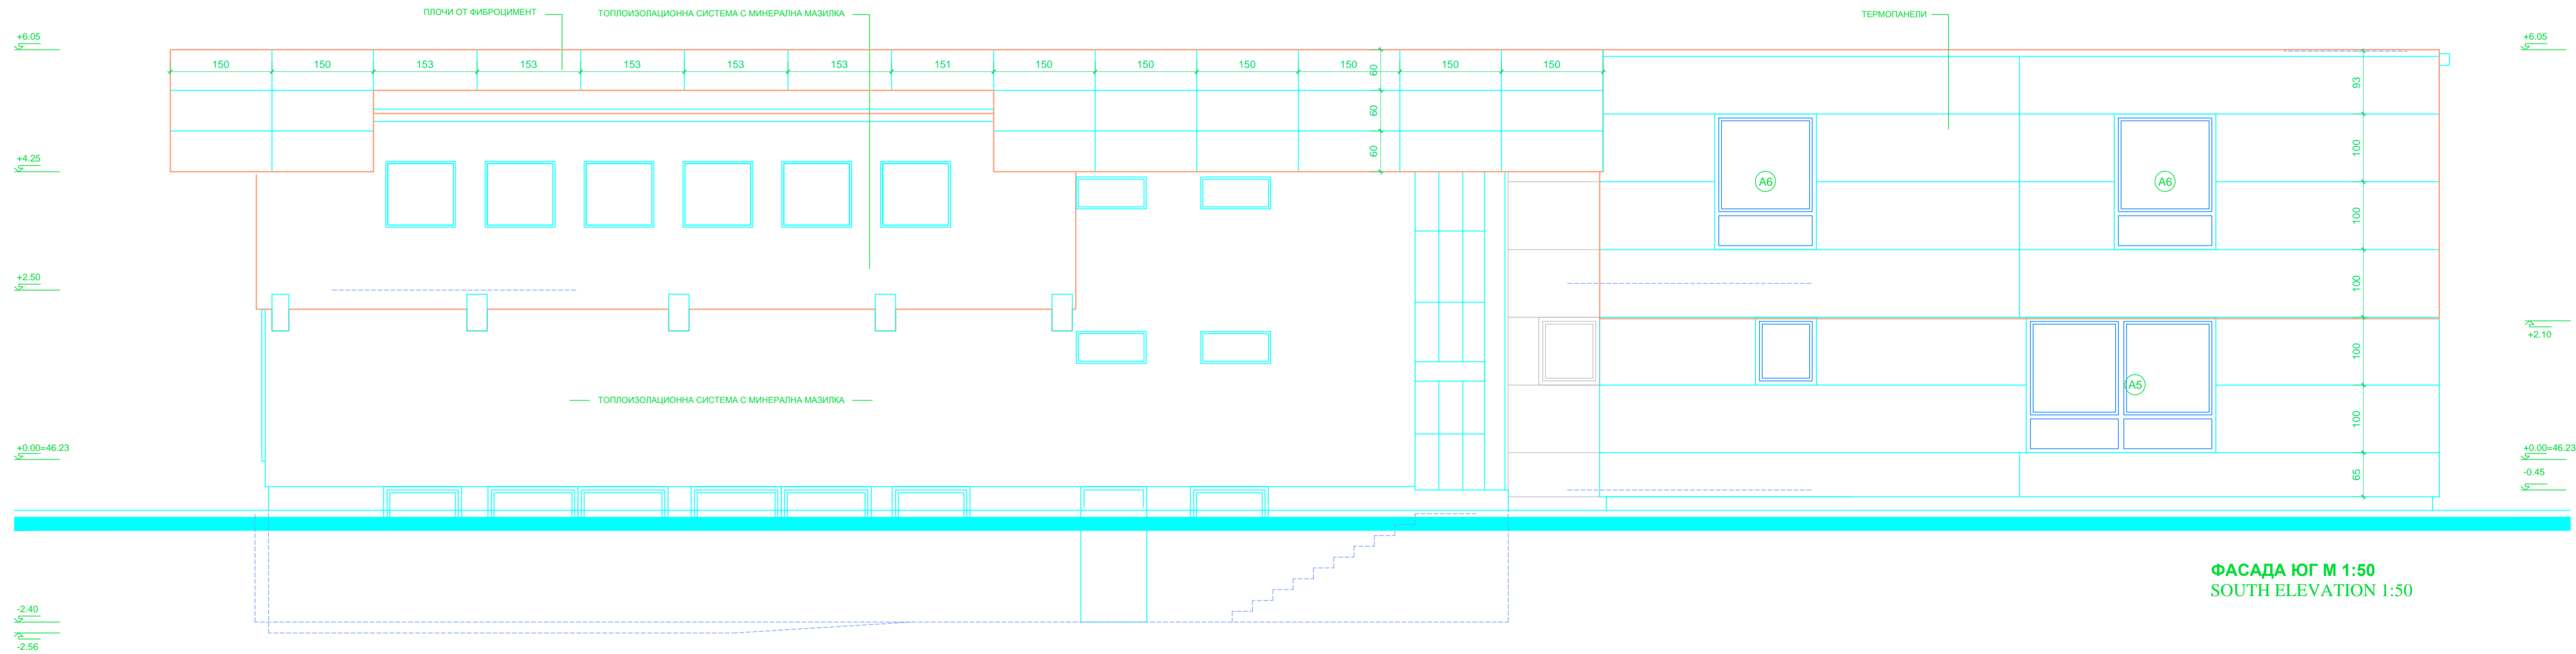 ПЛОЧИ ОТ ФИБРОЦИМЕНТ
ТОПЛОИЗОЛАЦИОННА СИСТЕМА С МИНЕРАЛНА МАЗИЛКА
ТЕРМОПАНЕЛИ
+6.05
+6.05
150 150 153 153 153 153 153 151 150 150 150 150 150 150
60
60
60
93
100
100
100
100
100
65
+4.25
A6
A6
+2.50
+2.10
A5
ТОПЛОИЗОЛАЦИОННА СИСТЕМА С МИНЕРАЛНА МАЗИЛКА
+0.00=46.23
+0.00=46.23
-0.45
ФАСАДА ЮГ М 1:50
SOUTH ELEVATION 1:50
-2.40
-2.56